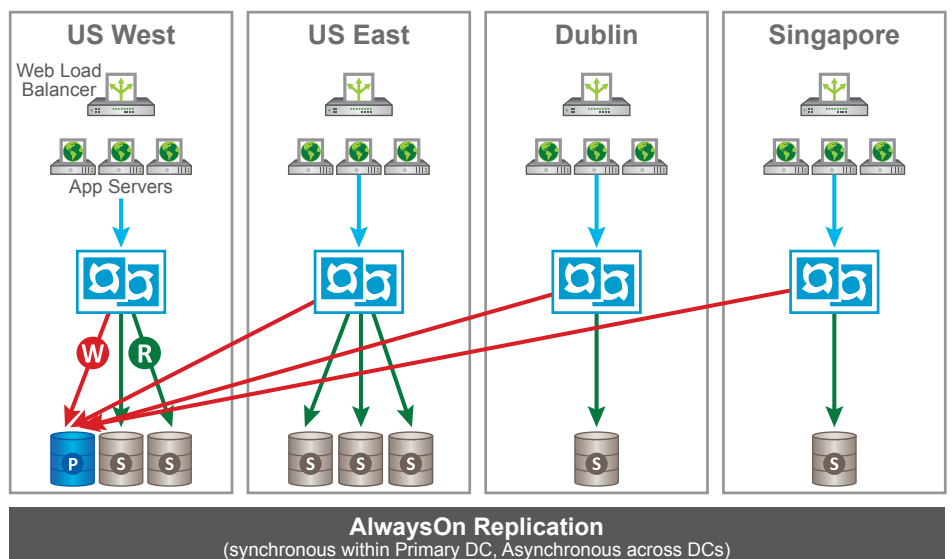 US West
US East
Dublin
Singapore
Web Load
Balancer
App Servers
W
R
P
S
S
S
S
S
S
S
AlwaysOn Replication
(synchronous within Primary DC, Asynchronous across DCs)